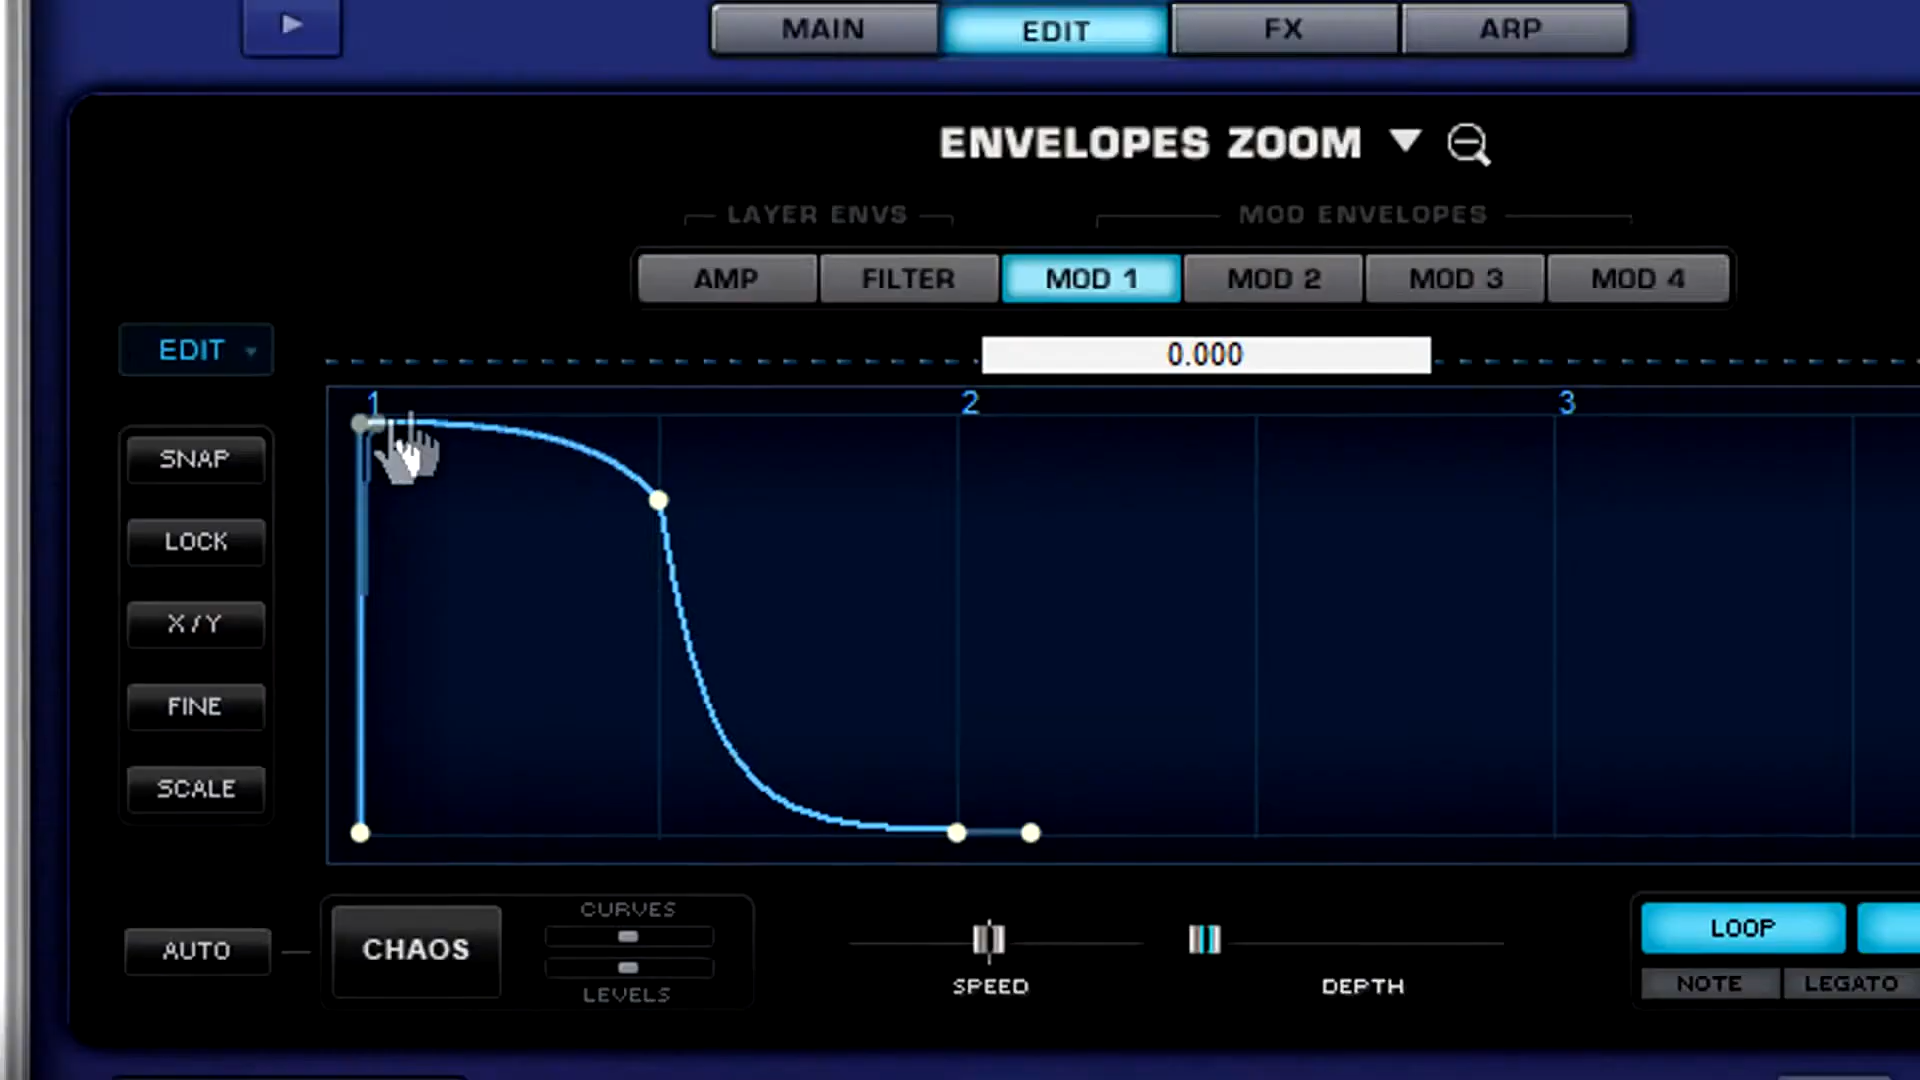 MAIN EDIT FX ARP
ENVELOPES ZOOM
LAYER ENVS MOD ENVELOPES
AMP FILTER MOD 1 MOD 2 MOD 3 MOD 4
EDIT
0.000
1 2 3
SNAP
LOCK
X/Y
FINE
SCALE
AUTO
CHAOS
CURVES
LEVELS
SPEED
DEPTH
LOOP
NOTE LEGATO